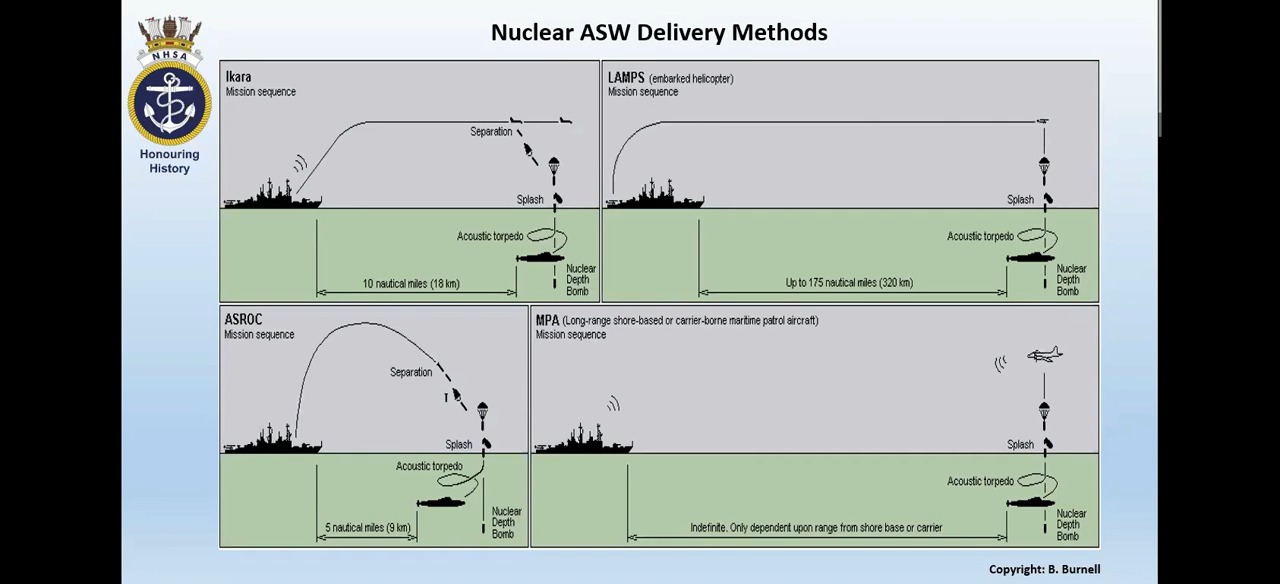 Nuclear ASW Delivery Methods
NHSA
Honouring
History
Ikara
Mission sequence
Separation
Splash
Acoustic torpedo
Nuclear
Depth
Bomb
10 nautical miles (18 km)
LAMPS (embarked helicopter)
Mission sequence
Splash
Acoustic torpedo
Nuclear
Depth
Bomb
Up to 175 nautical miles (320 km)
ASROC
Mission sequence
Separation
Splash
Acoustic torpedo
Nuclear
Depth
Bomb
5 nautical miles (9 km)
MPA (Long-range shore-based or carrier-borne maritime patrol aircraft)
Mission sequence
Splash
Acoustic torpedo
Nuclear
Depth
Bomb
Indefinite. Only dependent upon range from shore base or carrier
Copyright: B. Burnell